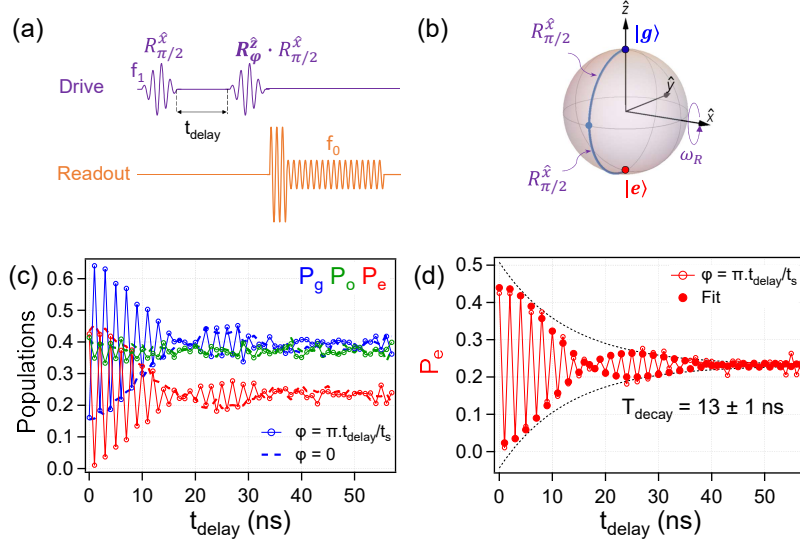 (a)
R^x̂_π/2
R^ẑ_φ · R^x̂_π/2
f₁
Drive
t_delay
f₀
Readout
(b)
ẑ
R^x̂_π/2
|g⟩
ŷ
x̂
ω_R
R^x̂_π/2
|e⟩
(c)
P_g P_o P_e
Populations
0.6
0.5
0.4
0.3
0.2
0.1
0.0
φ = π.t_delay/t_s
φ = 0
0 10 20 30 40 50
t_delay (ns)
(d)
P_e
0.5
0.4
0.3
0.2
0.1
0.0
φ = π.t_delay/t_s
Fit
T_decay = 13 ± 1 ns
0 10 20 30 40 50
t_delay (ns)